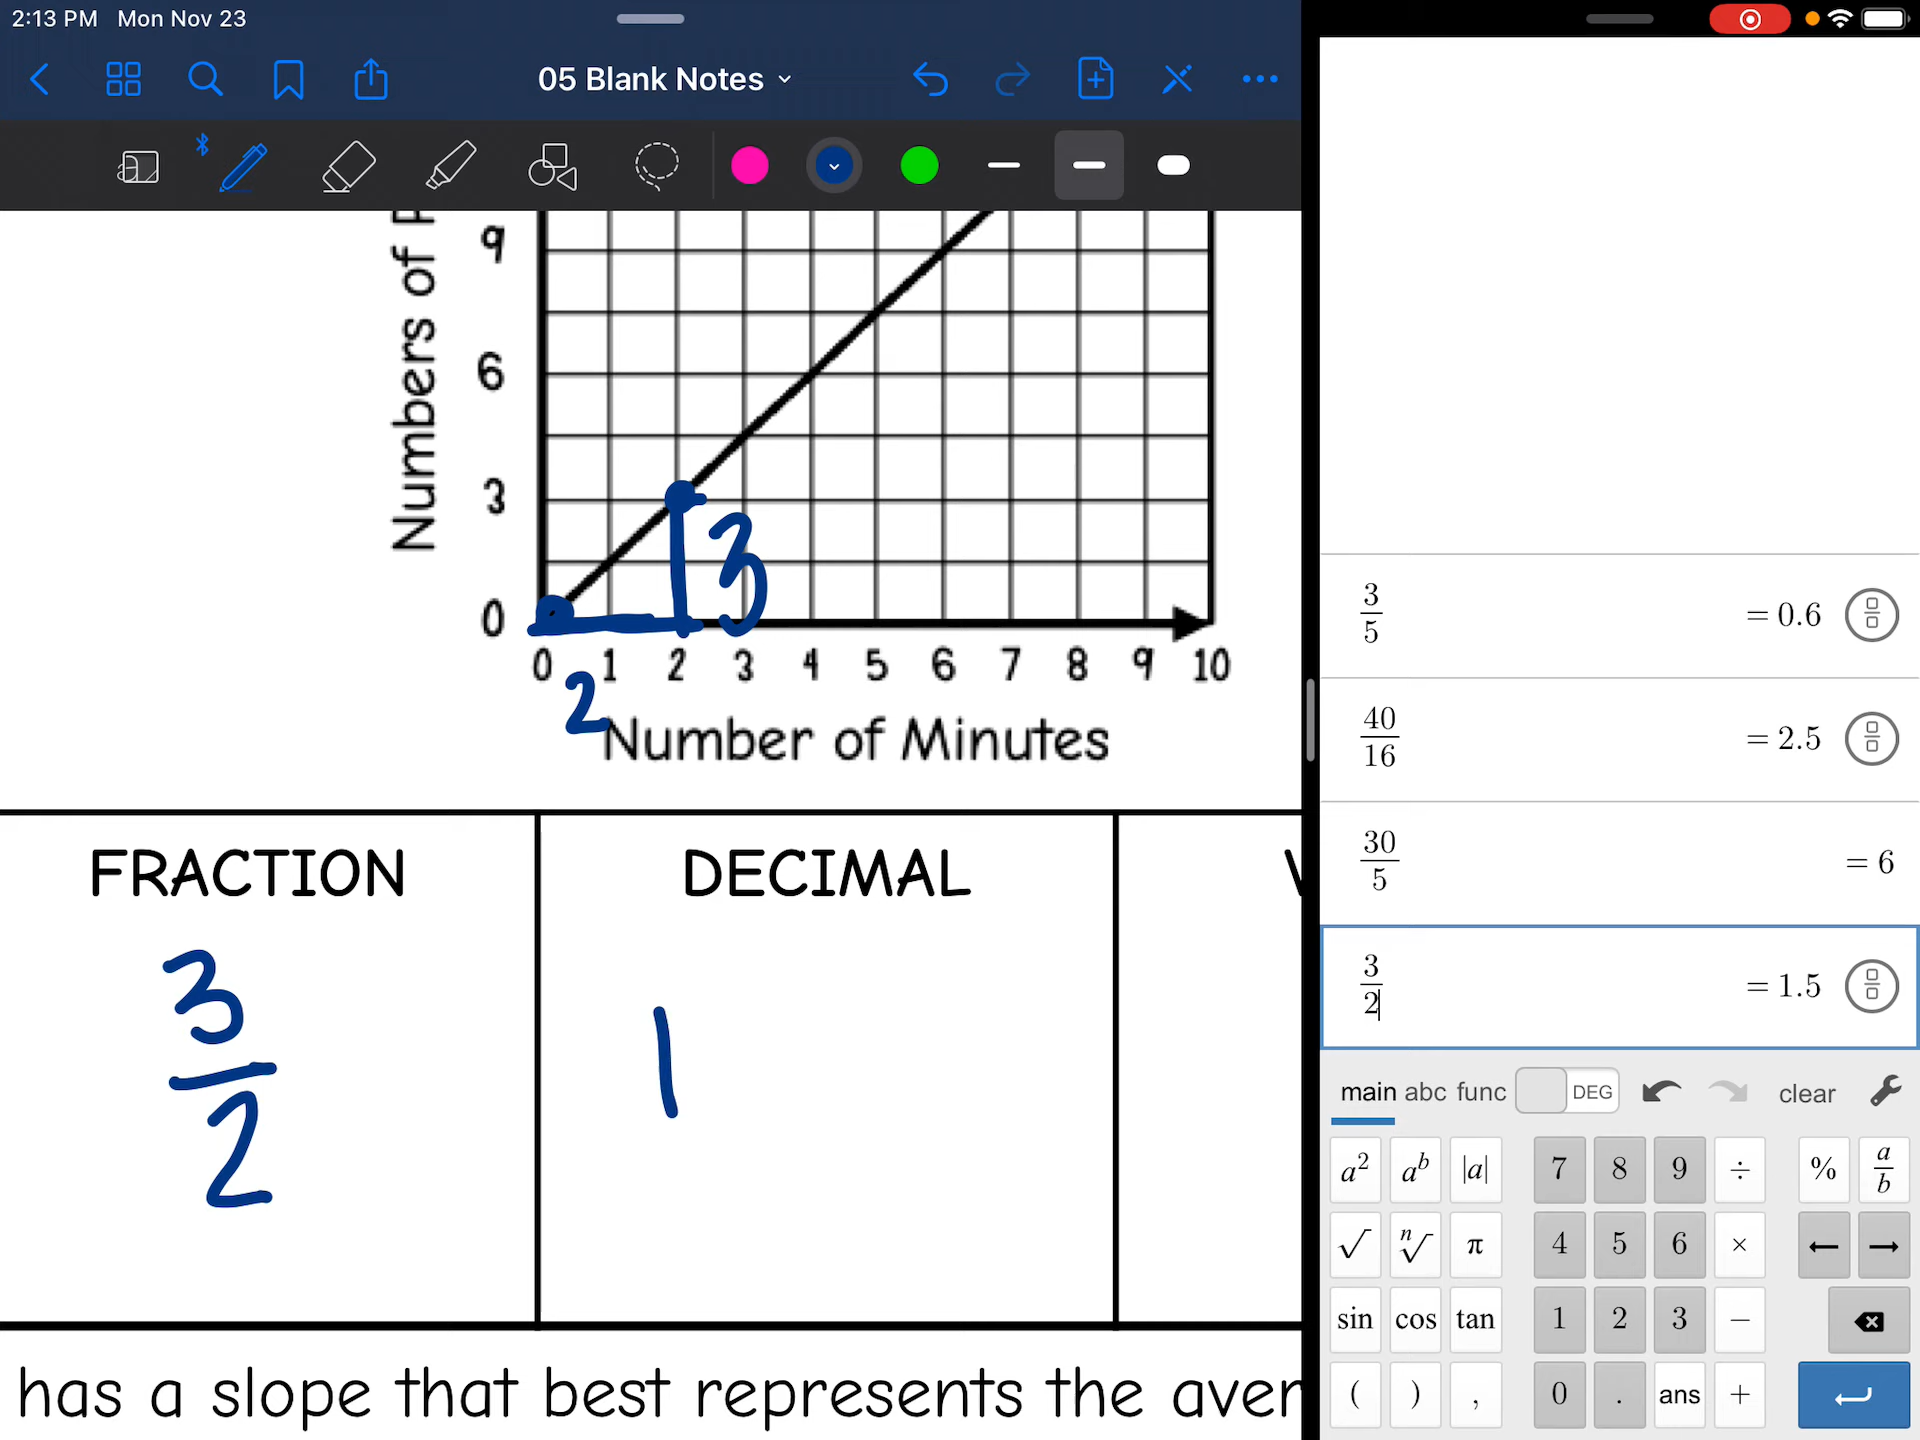 2:13 PM Mon Nov 23
05 Blank Notes
Numbers of
9
6
3
0
3
0 1 2 3 4 5 6 7 8 9 10
2
Number of Minutes
FRACTION DECIMAL
3
2
1
has a slope that best represents the aver
3/5 = 0.6
40/16 = 2.5
30/5 = 6
3/2 = 1.5
main abc func DEG clear
a² aᵇ |a| 7 8 9 ÷ % a/b
√ ⁿ√ π 4 5 6 × ← →
sin cos tan 1 2 3 −
( ) , 0 . ans +